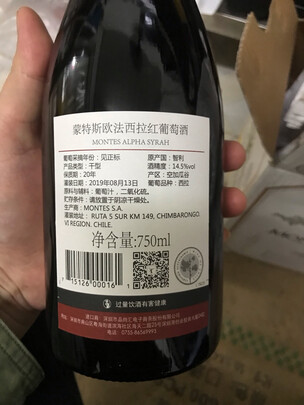 蒙特斯欧法西拉红葡萄酒
MONTES ALPHA SYRAH
葡萄采摘年份：见正标 原产国：智利
产品类型：干型 酒精度：14.5%vol
保质期：20年 产区：空加瓜谷
灌装日期：2019年08月13日 葡萄品种：西拉
原料与辅料：葡萄汁，二氧化硫。
贮存条件：请放置于阴凉干燥处。
生产商：MONTES S.A.
灌装地址：RUTA 5 SUR KM 149, CHIMBARONGO.
VI REGION. CHILE.
净含量:750ml
715126000016
过量饮酒有害健康